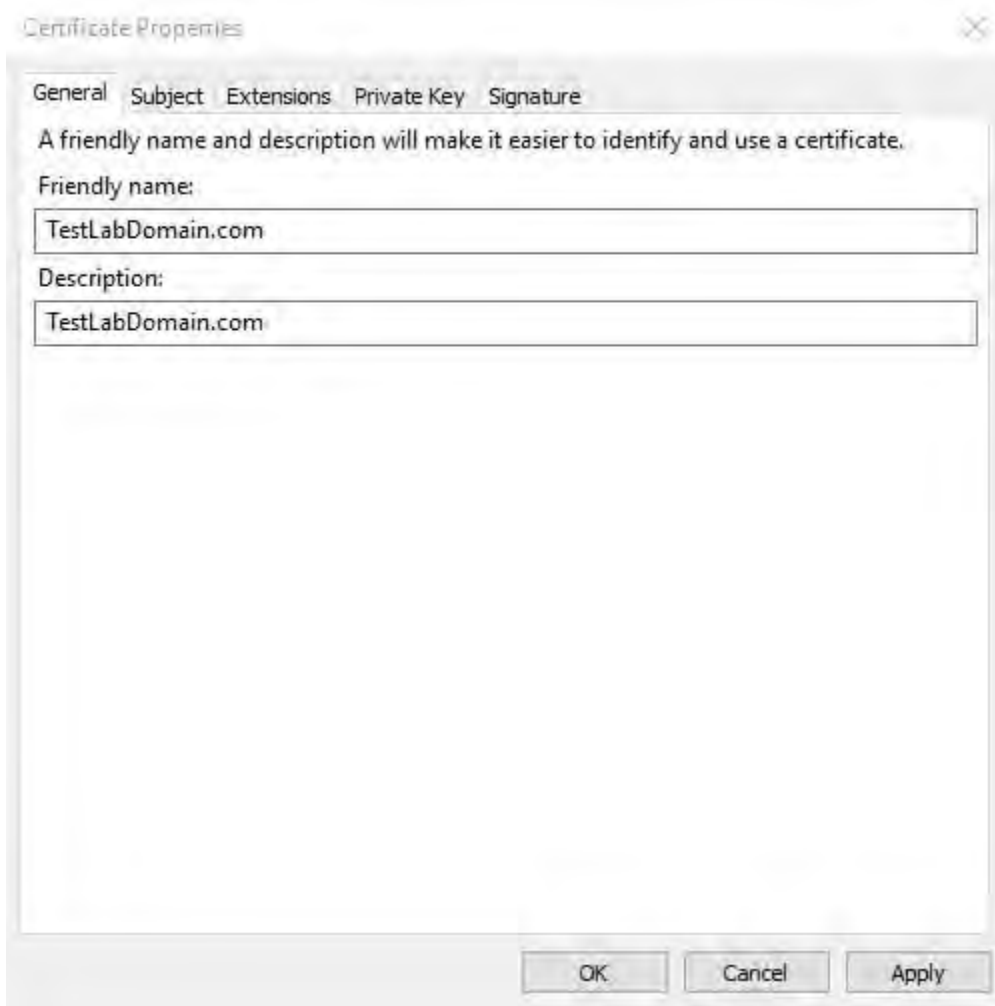 Certificate Properties
General Subject Extensions Private Key Signature
A friendly name and description will make it easier to identify and use a certificate.
Friendly name:
TestLabDomain.com
Description:
TestLabDomain.com
OK Cancel Apply